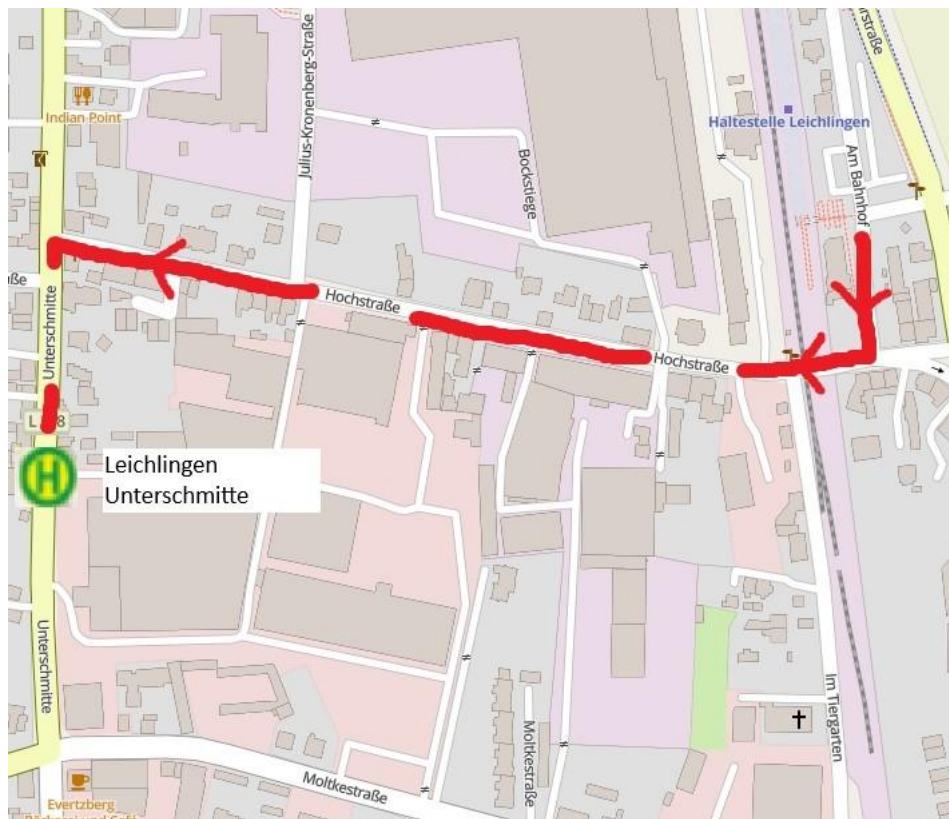 Indian Point
Julius-Kronenberg-Straße
Bockstiege
Haltestelle Leichlingen
Am Bahnhof
Unterschmitte
Hochstraße
Hochstraße
H
Leichlingen
Unterschmitte
Unterschmitte
Im Tiergarten
Moltkestraße
Moltkestraße
Evertzberg